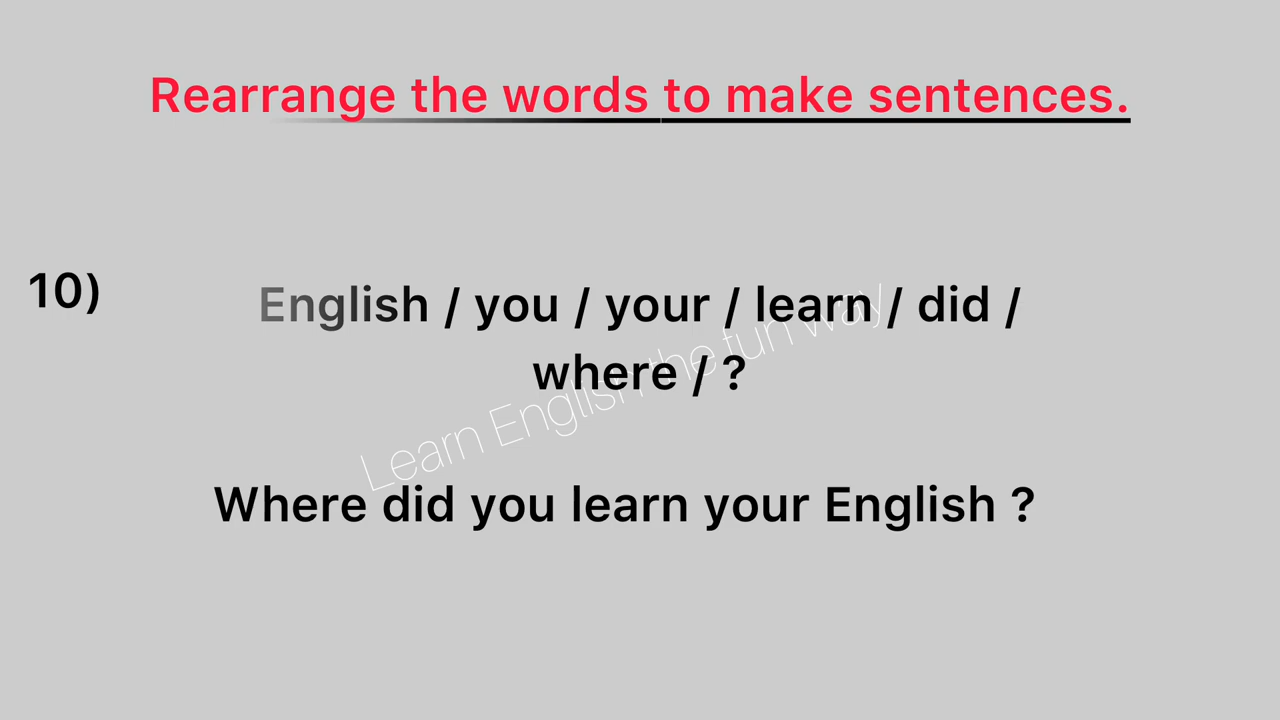 Rearrange the words to make sentences.
10)
English / you / your / learn / did /
where / ?
Learn English the fun way
Where did you learn your English ?